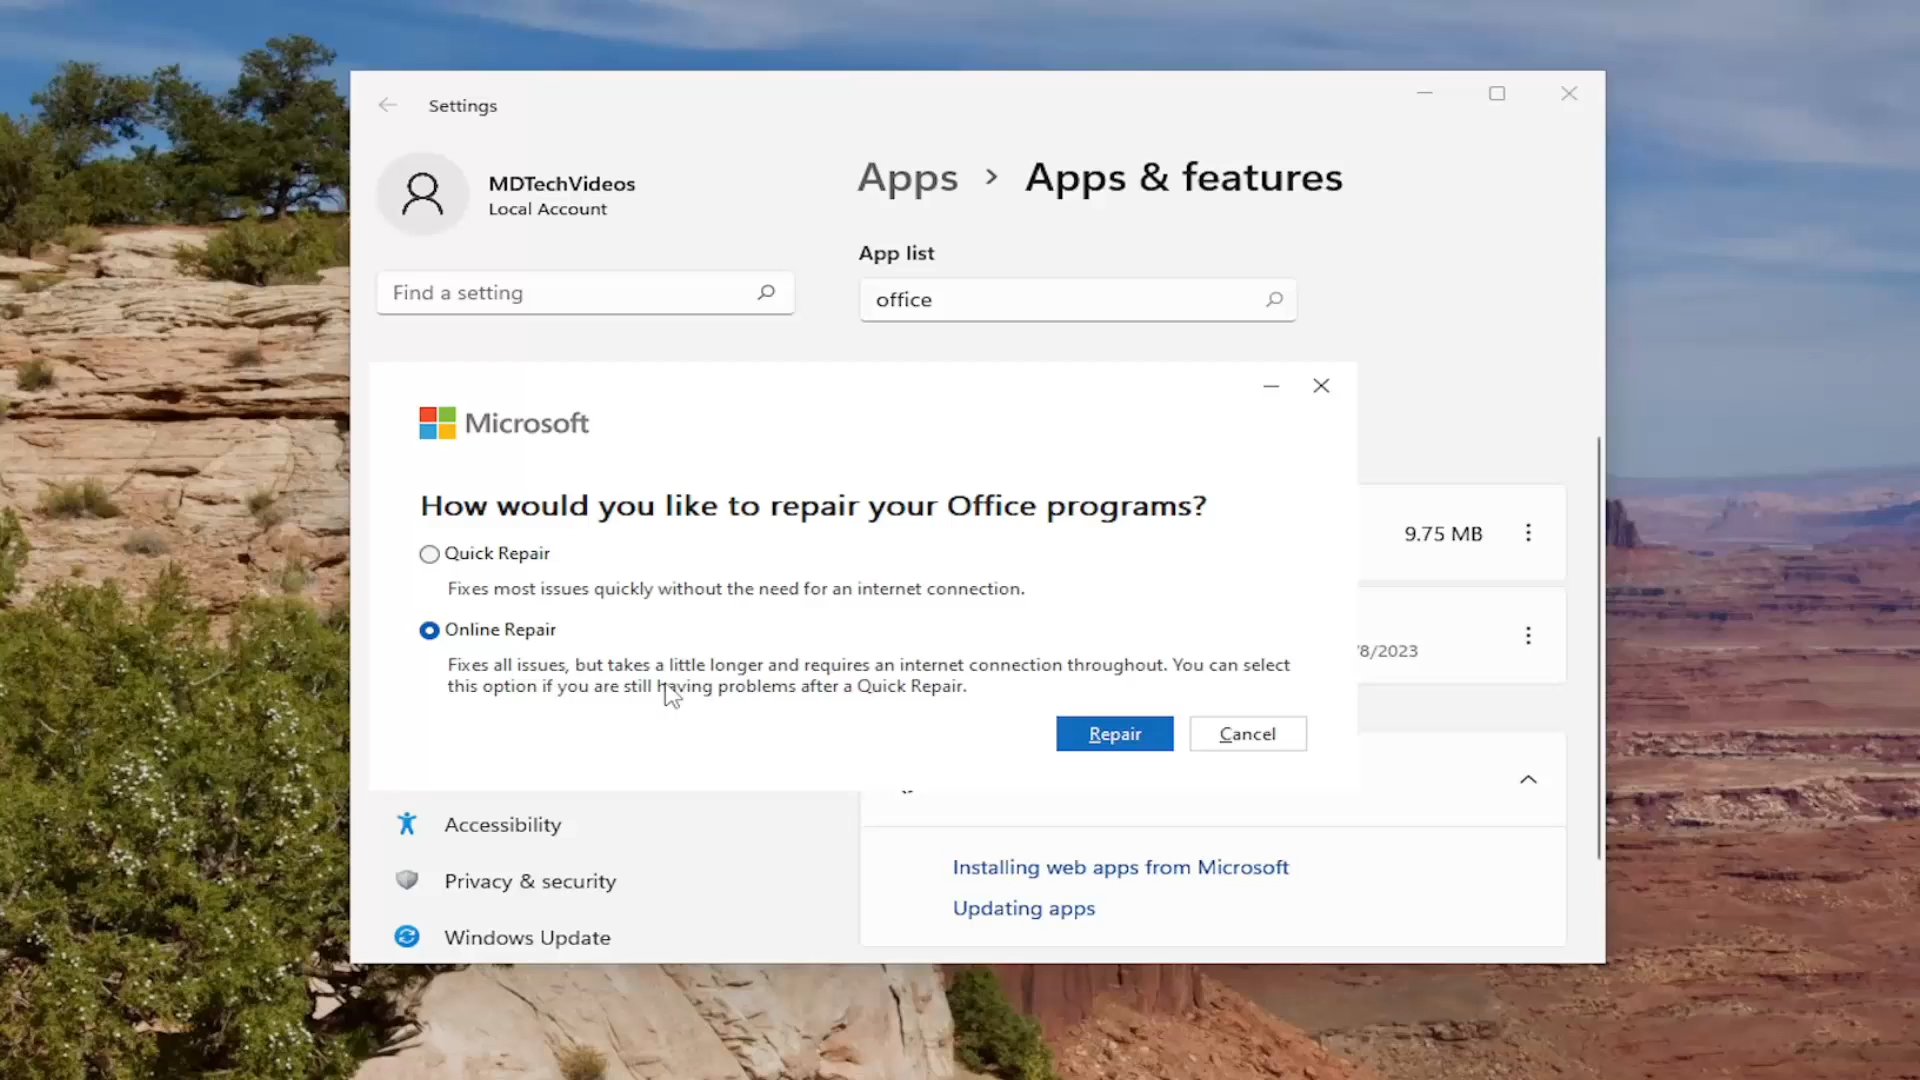 Settings
MDTechVideos
Local Account
Find a setting
Apps > Apps & features
App list
office
Microsoft
How would you like to repair your Office programs?
Quick Repair
Fixes most issues quickly without the need for an internet connection.
Online Repair
Fixes all issues, but takes a little longer and requires an internet connection throughout. You can select
this option if you are still having problems after a Quick Repair.
Repair
Cancel
9.75 MB
/8/2023
Accessibility
Privacy & security
Windows Update
Installing web apps from Microsoft
Updating apps